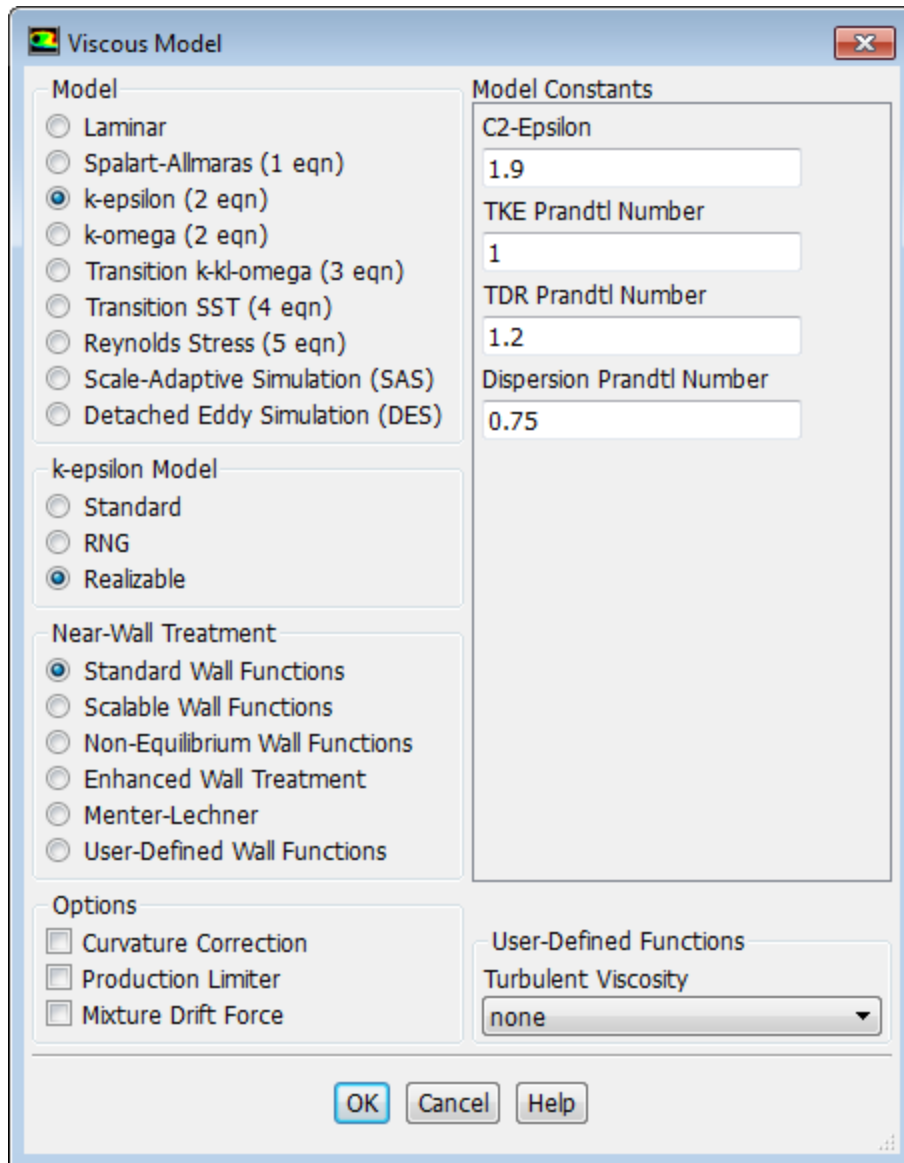 Viscous Model
Model
Laminar
Spalart-Allmaras (1 eqn)
k-epsilon (2 eqn)
k-omega (2 eqn)
Transition k-kl-omega (3 eqn)
Transition SST (4 eqn)
Reynolds Stress (5 eqn)
Scale-Adaptive Simulation (SAS)
Detached Eddy Simulation (DES)
k-epsilon Model
Standard
RNG
Realizable
Near-Wall Treatment
Standard Wall Functions
Scalable Wall Functions
Non-Equilibrium Wall Functions
Enhanced Wall Treatment
Menter-Lechner
User-Defined Wall Functions
Options
Curvature Correction
Production Limiter
Mixture Drift Force
Model Constants
C2-Epsilon
1.9
TKE Prandtl Number
1
TDR Prandtl Number
1.2
Dispersion Prandtl Number
0.75
User-Defined Functions
Turbulent Viscosity
none
OK
Cancel
Help